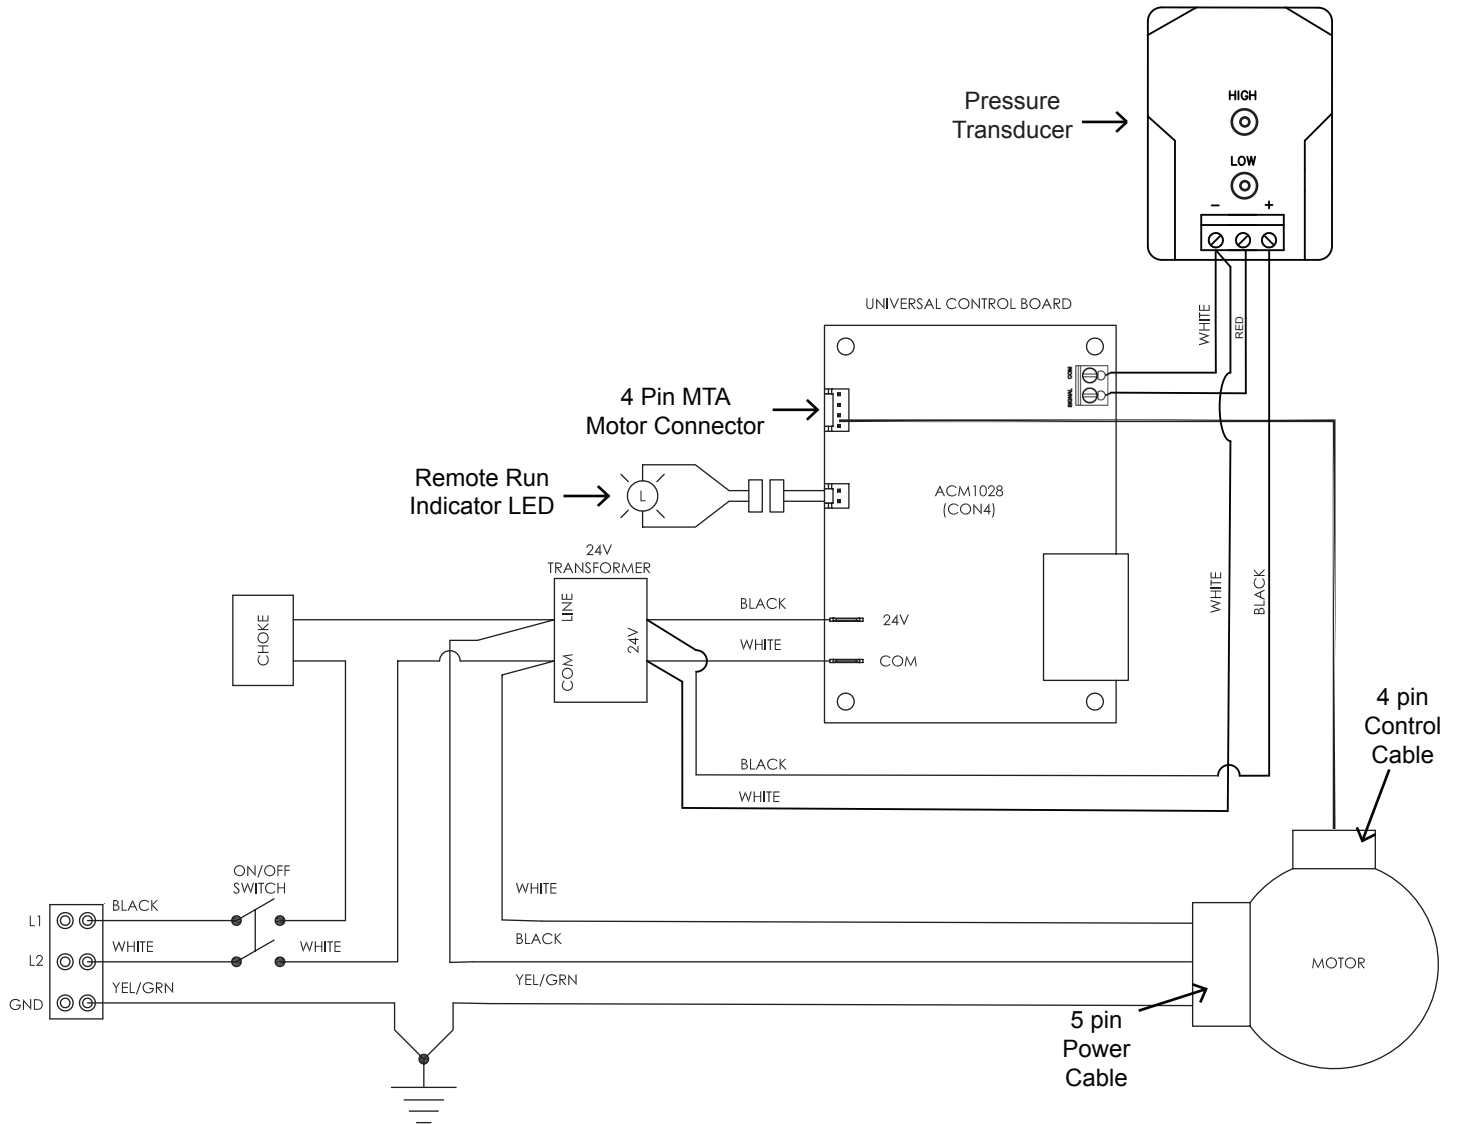 HIGH
Pressure
Transducer
LOW
– +
UNIVERSAL CONTROL BOARD
WHITE
RED
COM
SIGNAL
4 Pin MTA
Motor Connector
Remote Run
Indicator LED
L
ACM1028
(CON4)
24V
TRANSFORMER
LINE
COM
24V
BLACK
24V
WHITE
COM
WHITE
BLACK
CHOKE
4 pin
Control
Cable
BLACK
WHITE
ON/OFF
SWITCH
WHITE
L1
BLACK
L2
WHITE
WHITE
BLACK
GND
YEL/GRN
YEL/GRN
MOTOR
5 pin
Power
Cable